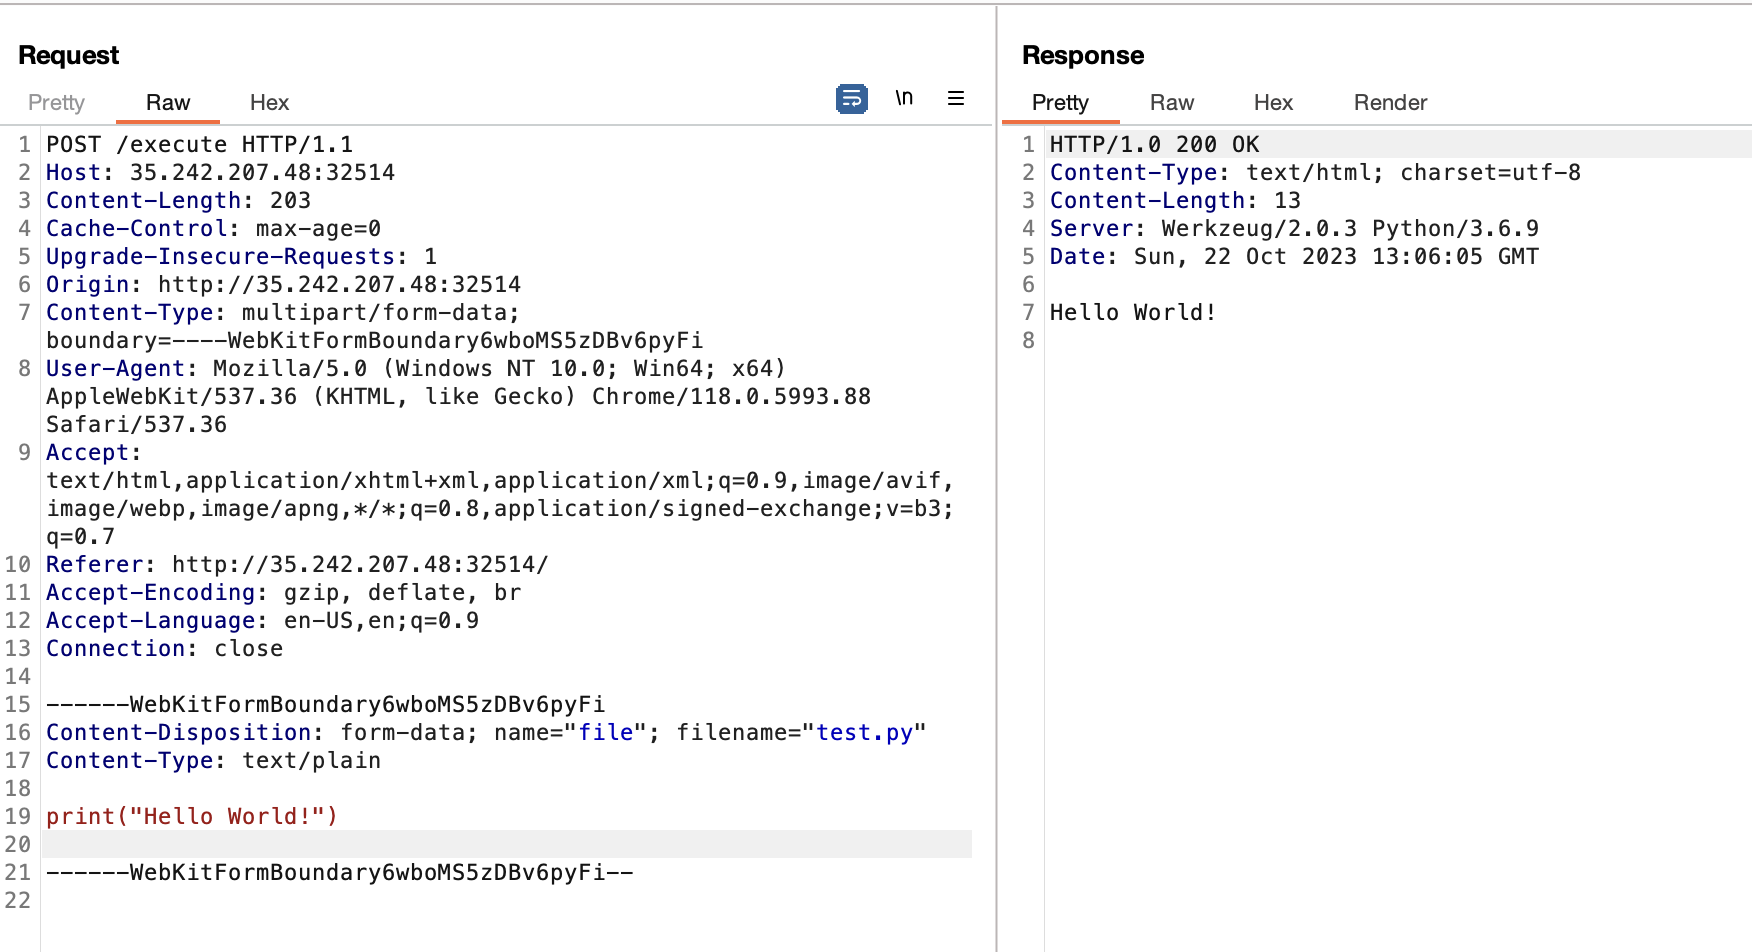 Request
Pretty Raw Hex \n
1 POST /execute HTTP/1.1
2 Host: 35.242.207.48:32514
3 Content-Length: 203
4 Cache-Control: max-age=0
5 Upgrade-Insecure-Requests: 1
6 Origin: http://35.242.207.48:32514
7 Content-Type: multipart/form-data;
boundary=----WebKitFormBoundary6wboMS5zDBv6pyFi
8 User-Agent: Mozilla/5.0 (Windows NT 10.0; Win64; x64)
AppleWebKit/537.36 (KHTML, like Gecko) Chrome/118.0.5993.88
Safari/537.36
9 Accept:
text/html,application/xhtml+xml,application/xml;q=0.9,image/avif,
image/webp,image/apng,*/*;q=0.8,application/signed-exchange;v=b3;
q=0.7
10 Referer: http://35.242.207.48:32514/
11 Accept-Encoding: gzip, deflate, br
12 Accept-Language: en-US,en;q=0.9
13 Connection: close
14
15 ------WebKitFormBoundary6wboMS5zDBv6pyFi
16 Content-Disposition: form-data; name="file"; filename="test.py"
17 Content-Type: text/plain
18
19 print("Hello World!")
20
21 ------WebKitFormBoundary6wboMS5zDBv6pyFi--
22
Response
Pretty Raw Hex Render
1 HTTP/1.0 200 OK
2 Content-Type: text/html; charset=utf-8
3 Content-Length: 13
4 Server: Werkzeug/2.0.3 Python/3.6.9
5 Date: Sun, 22 Oct 2023 13:06:05 GMT
6
7 Hello World!
8